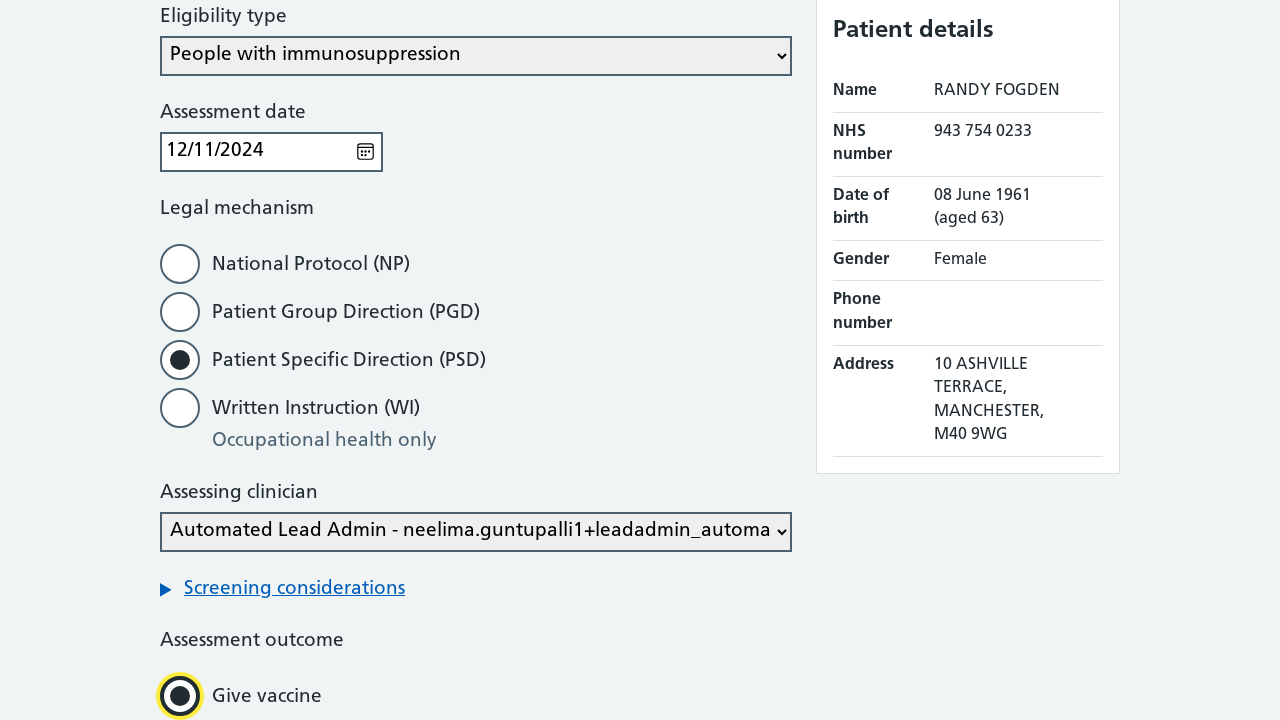 Eligibility type
People with immunosuppression
Assessment date
12/11/2024
Legal mechanism
National Protocol (NP)
Patient Group Direction (PGD)
Patient Specific Direction (PSD)
Written Instruction (WI)
Occupational health only
Assessing clinician
Automated Lead Admin - neelima.guntupalli1+leadadmin_automa
Screening considerations
Assessment outcome
Give vaccine
Patient details
Name RANDY FOGDEN
NHS number 943 754 0233
Date of birth 08 June 1961 (aged 63)
Gender Female
Phone number
Address 10 ASHVILLE
TERRACE,
MANCHESTER,
M40 9WG